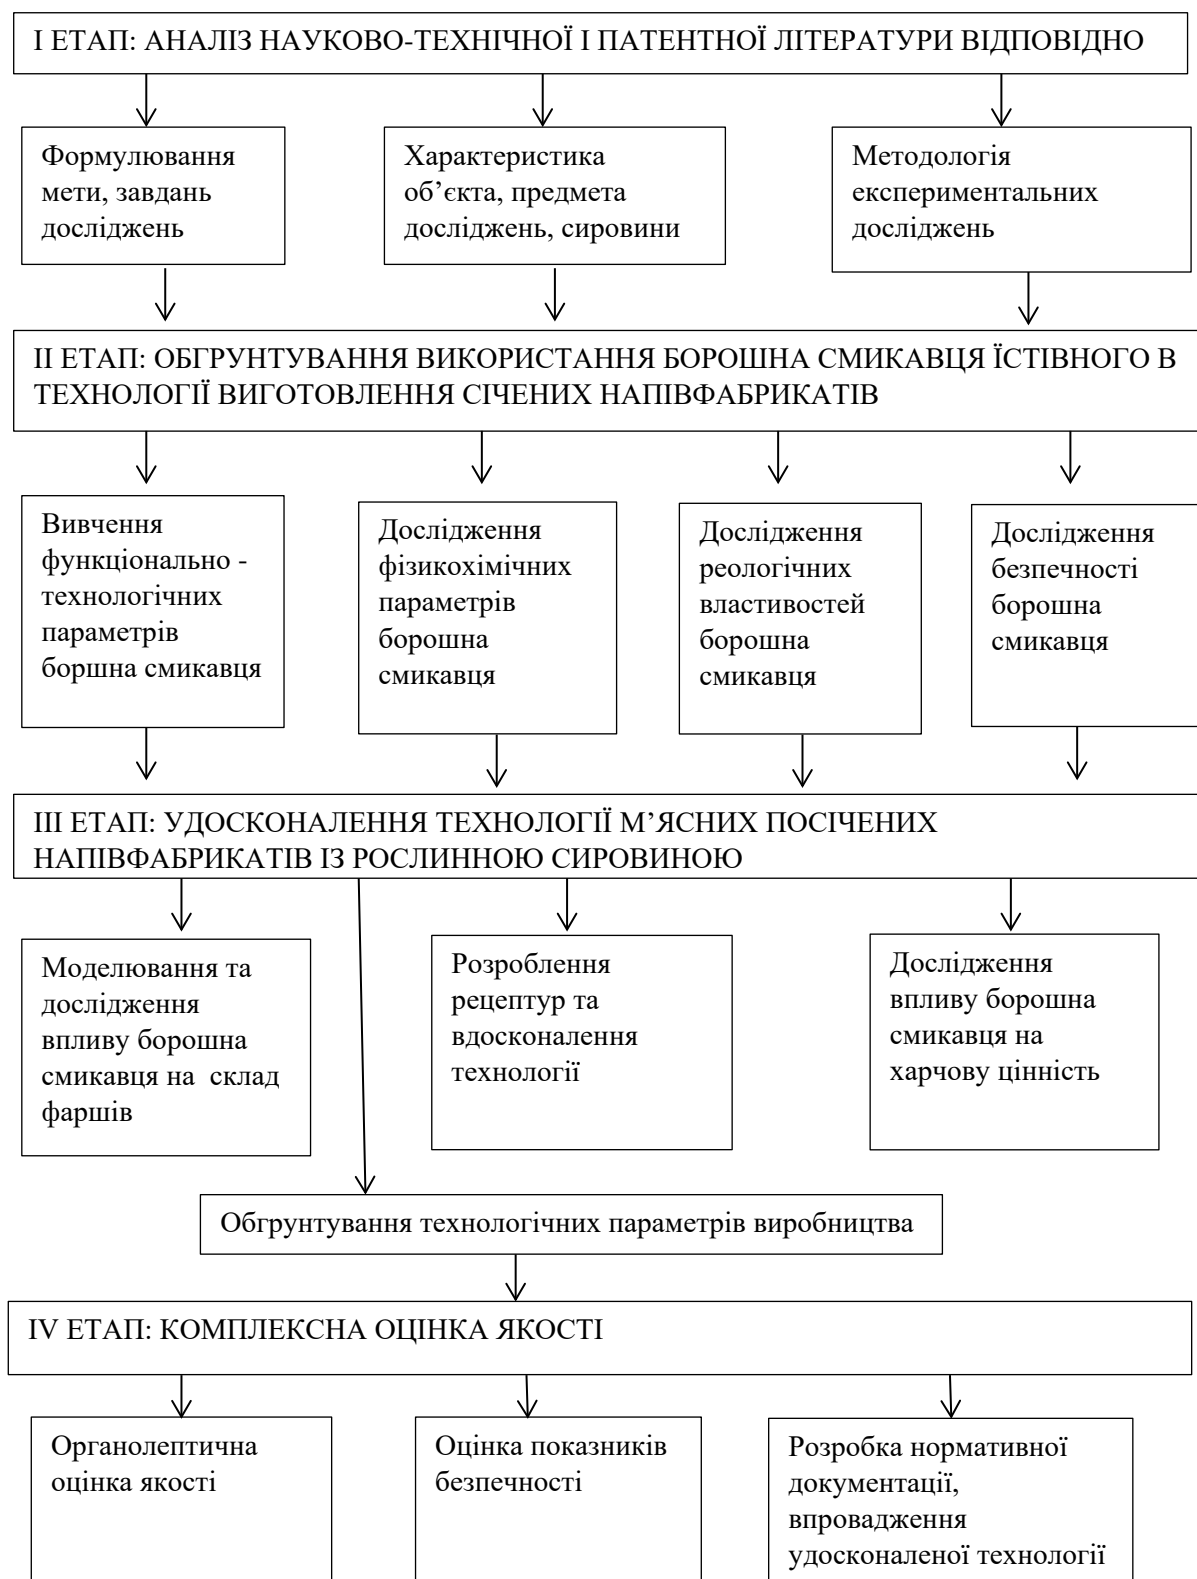 І ЕТАП: АНАЛІЗ НАУКОВО-ТЕХНІЧНОЇ І ПАТЕНТНОЇ ЛІТЕРАТУРИ ВІДПОВІДНО
Формулювання
мети, завдань
досліджень
Характеристика
об’єкта, предмета
досліджень, сировини
Методологія
експериментальних
досліджень
ІІ ЕТАП: ОБГРУНТУВАННЯ ВИКОРИСТАННЯ БОРОШНА СМИКАВЦЯ ЇСТІВНОГО В
ТЕХНОЛОГІЇ ВИГОТОВЛЕННЯ СІЧЕНИХ НАПІВФАБРИКАТІВ
Вивчення
функціонально -
технологічних
параметрів
боршна смикавця
Дослідження
фізикохімічних
параметрів
борошна
смикавця
Дослідження
реологічних
властивостей
борошна
смикавця
Дослідження
безпечності
борошна
смикавця
ІІІ ЕТАП: УДОСКОНАЛЕННЯ ТЕХНОЛОГІЇ М’ЯСНИХ ПОСІЧЕНИХ
НАПІВФАБРИКАТІВ ІЗ РОСЛИННОЮ СИРОВИНОЮ
Моделювання та
дослідження
впливу борошна
смикавця на склад
фаршів
Розроблення
рецептур та
вдосконалення
технології
Дослідження
впливу борошна
смикавця на
харчову цінність
Обгрунтування технологічних параметрів виробництва
IV ЕТАП: КОМПЛЕКСНА ОЦІНКА ЯКОСТІ
Органолептична
оцінка якості
Оцінка показників
безпечності
Розробка нормативної
документації,
впровадження
удосконаленої технології